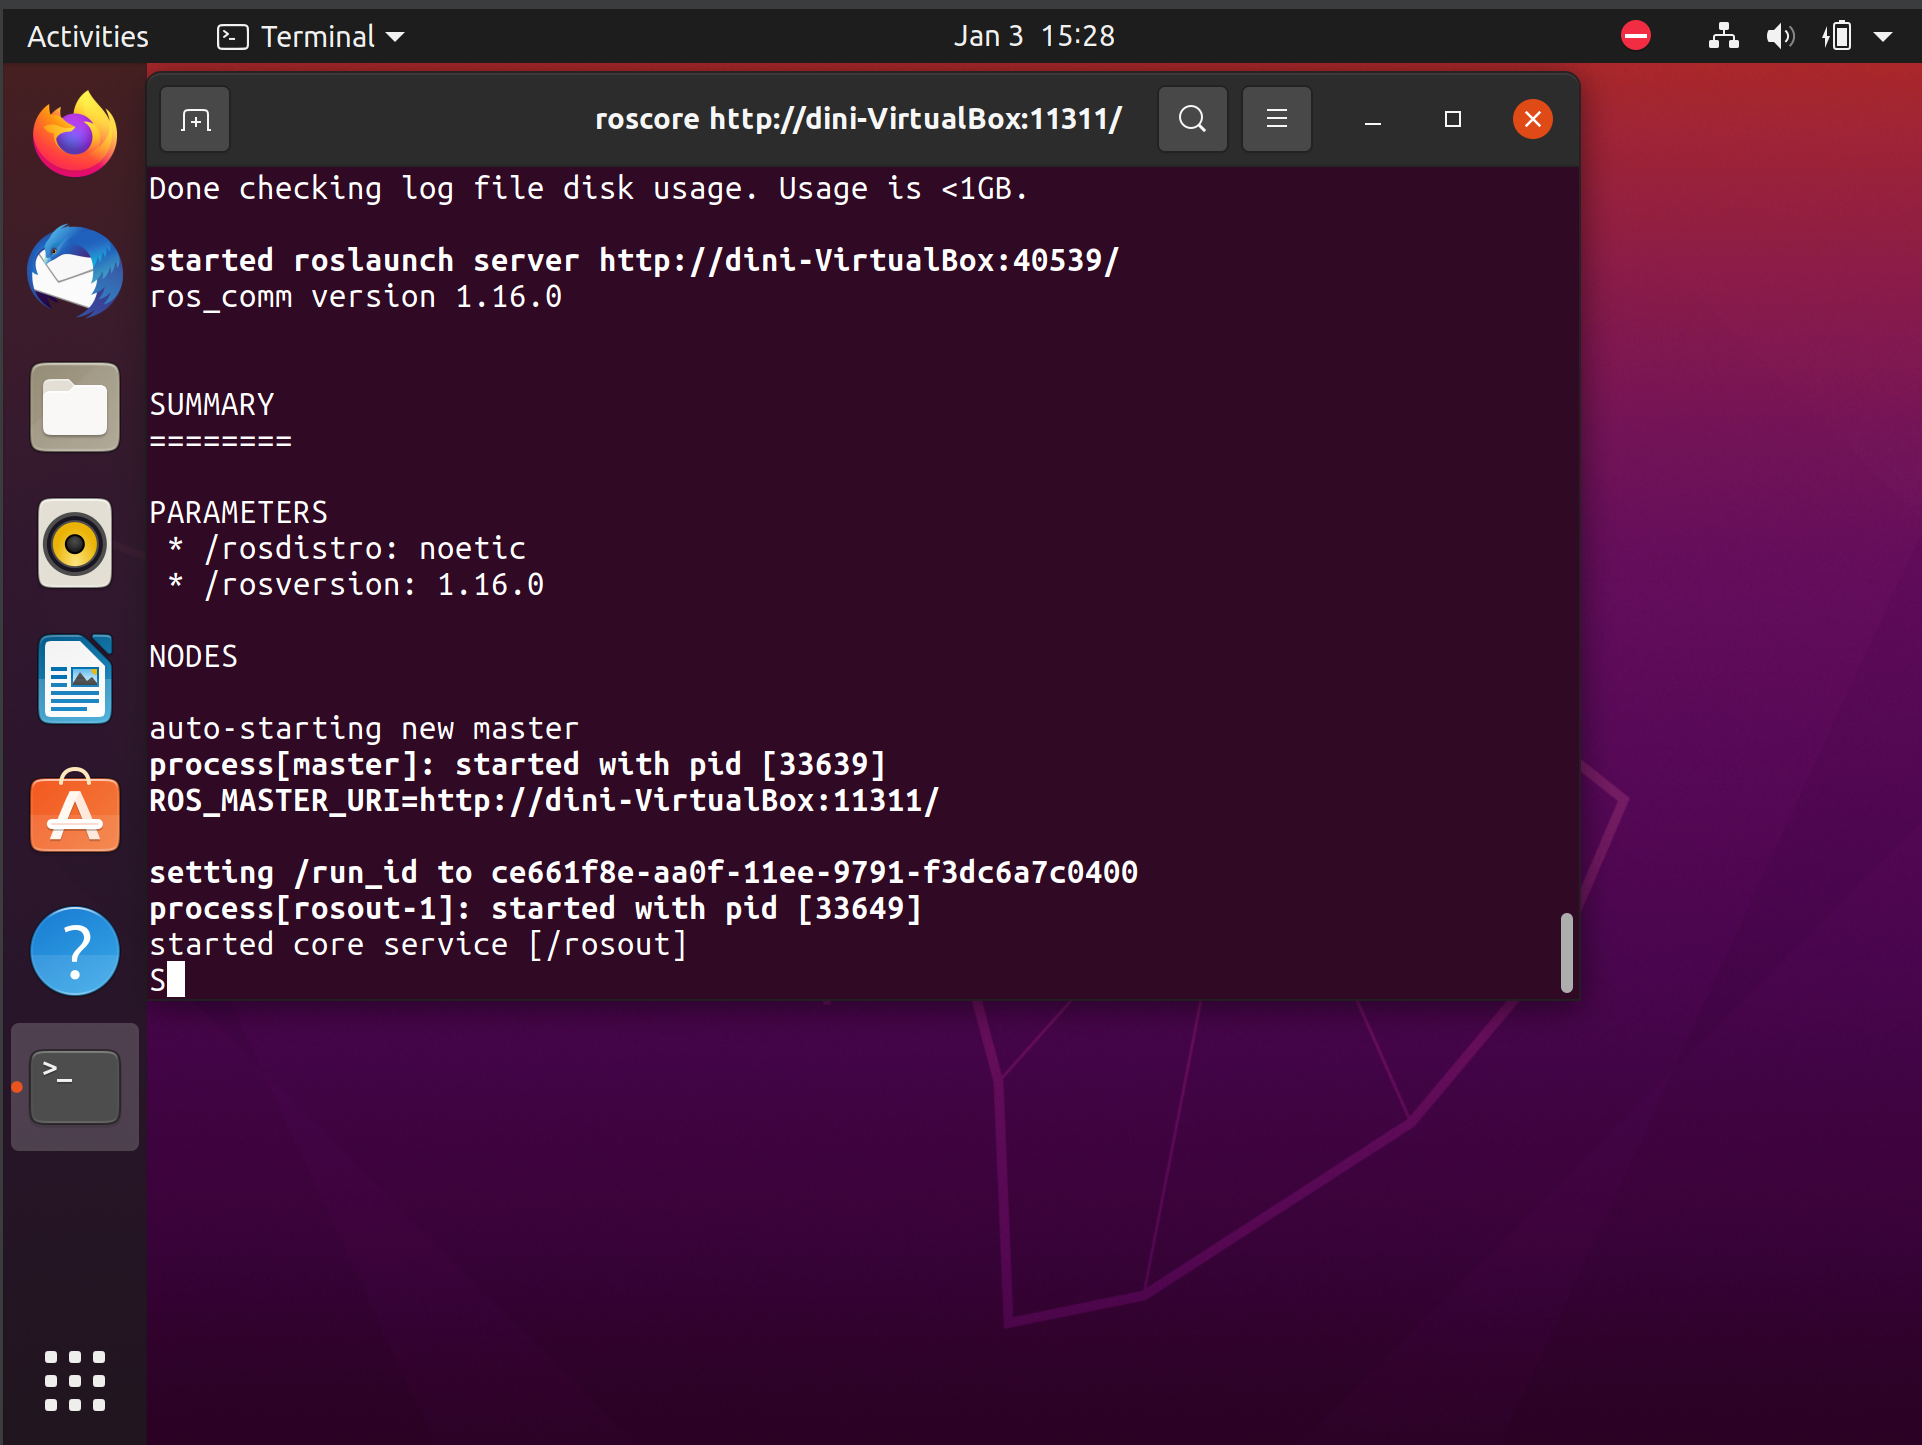 Activities
Terminal
Jan 3 15:28
roscore http://dini-VirtualBox:11311/
Done checking log file disk usage. Usage is <1GB.
started roslaunch server http://dini-VirtualBox:40539/
ros_comm version 1.16.0
SUMMARY
========
PARAMETERS
* /rosdistro: noetic
* /rosversion: 1.16.0
NODES
auto-starting new master
process[master]: started with pid [33639]
ROS_MASTER_URI=http://dini-VirtualBox:11311/
setting /run_id to ce661f8e-aa0f-11ee-9791-f3dc6a7c0400
process[rosout-1]: started with pid [33649]
started core service [/rosout]
S